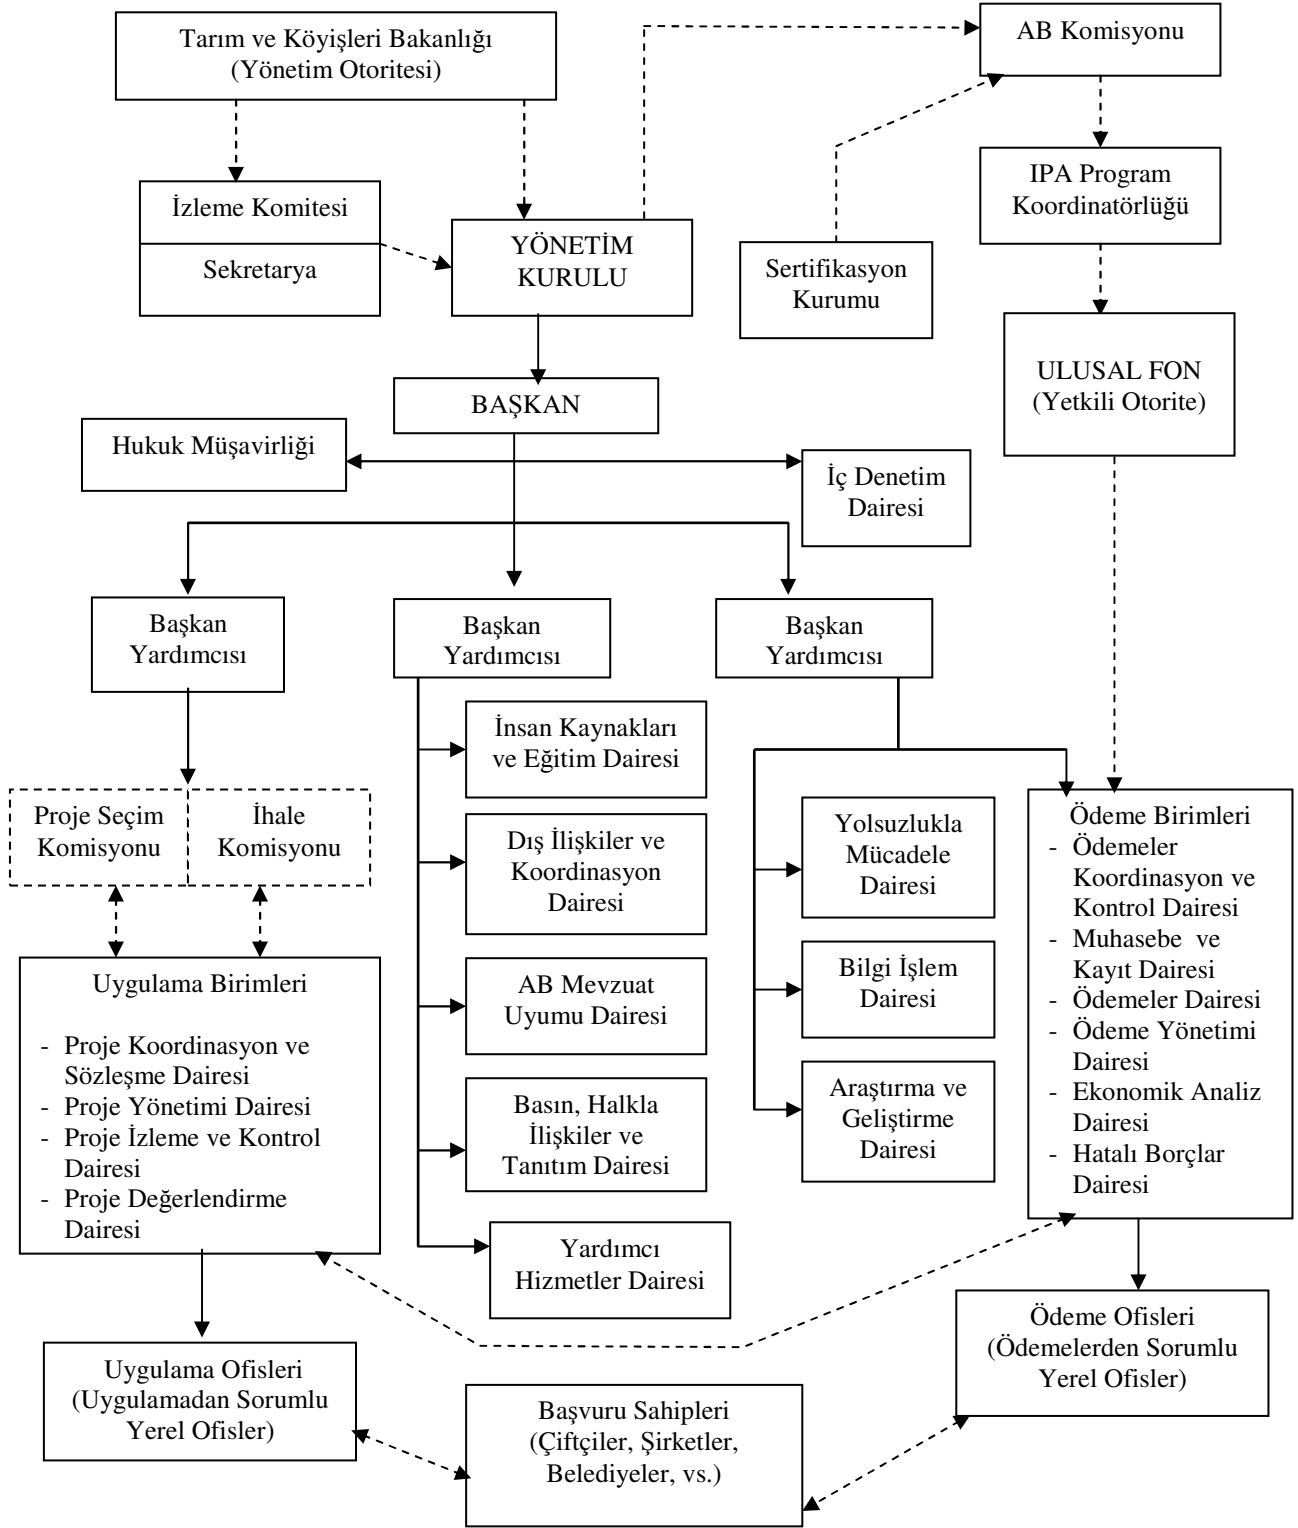 Tarım ve Köyişleri Bakanlığı
(Yönetim Otoritesi)
AB Komisyonu
İzleme Komitesi
Sekretarya
YÖNETİM
KURULU
Sertifikasyon
Kurumu
IPA Program
Koordinatörlüğü
ULUSAL FON
(Yetkili Otorite)
BAŞKAN
Hukuk Müşavirliği
İç Denetim
Dairesi
Başkan
Yardımcısı
Başkan
Yardımcısı
Başkan
Yardımcısı
Proje Seçim
Komisyonu
İhale
Komisyonu
Uygulama Birimleri
- Proje Koordinasyon ve
Sözleşme Dairesi
- Proje Yönetimi Dairesi
- Proje İzleme ve Kontrol
Dairesi
- Proje Değerlendirme
Dairesi
İnsan Kaynakları
ve Eğitim Dairesi
Dış İlişkiler ve
Koordinasyon
Dairesi
AB Mevzuat
Uyumu Dairesi
Basın, Halkla
İlişkiler ve
Tanıtım Dairesi
Yardımcı
Hizmetler Dairesi
Yolsuzlukla
Mücadele
Dairesi
Bilgi İşlem
Dairesi
Araştırma ve
Geliştirme
Dairesi
Ödeme Birimleri
- Ödemeler
Koordinasyon ve
Kontrol Dairesi
- Muhasebe ve
Kayıt Dairesi
- Ödemeler Dairesi
- Ödeme Yönetimi
Dairesi
- Ekonomik Analiz
Dairesi
- Hatalı Borçlar
Dairesi
Uygulama Ofisleri
(Uygulamadan Sorumlu
Yerel Ofisler)
Başvuru Sahipleri
(Çiftçiler, Şirketler,
Belediyeler, vs.)
Ödeme Ofisleri
(Ödemelerden Sorumlu
Yerel Ofisler)